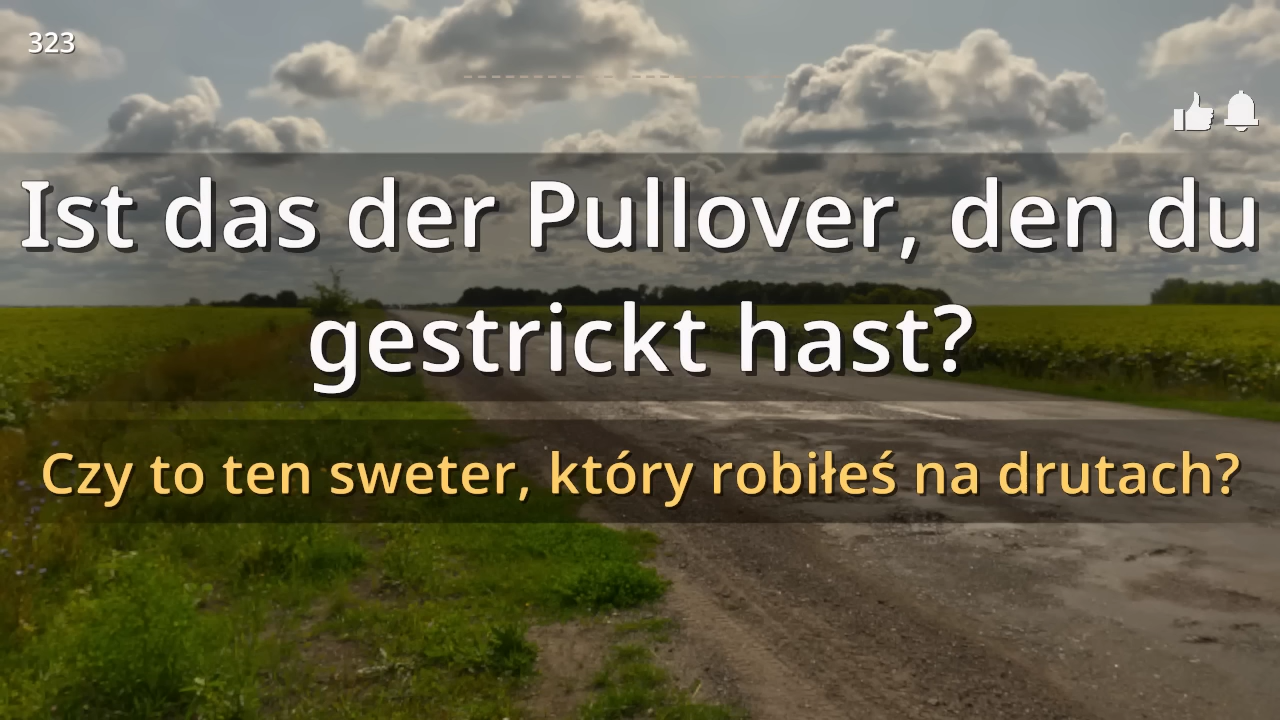 323
Ist das der Pullover, den du
gestrickt hast?
Czy to ten sweter, który robiłeś na drutach?